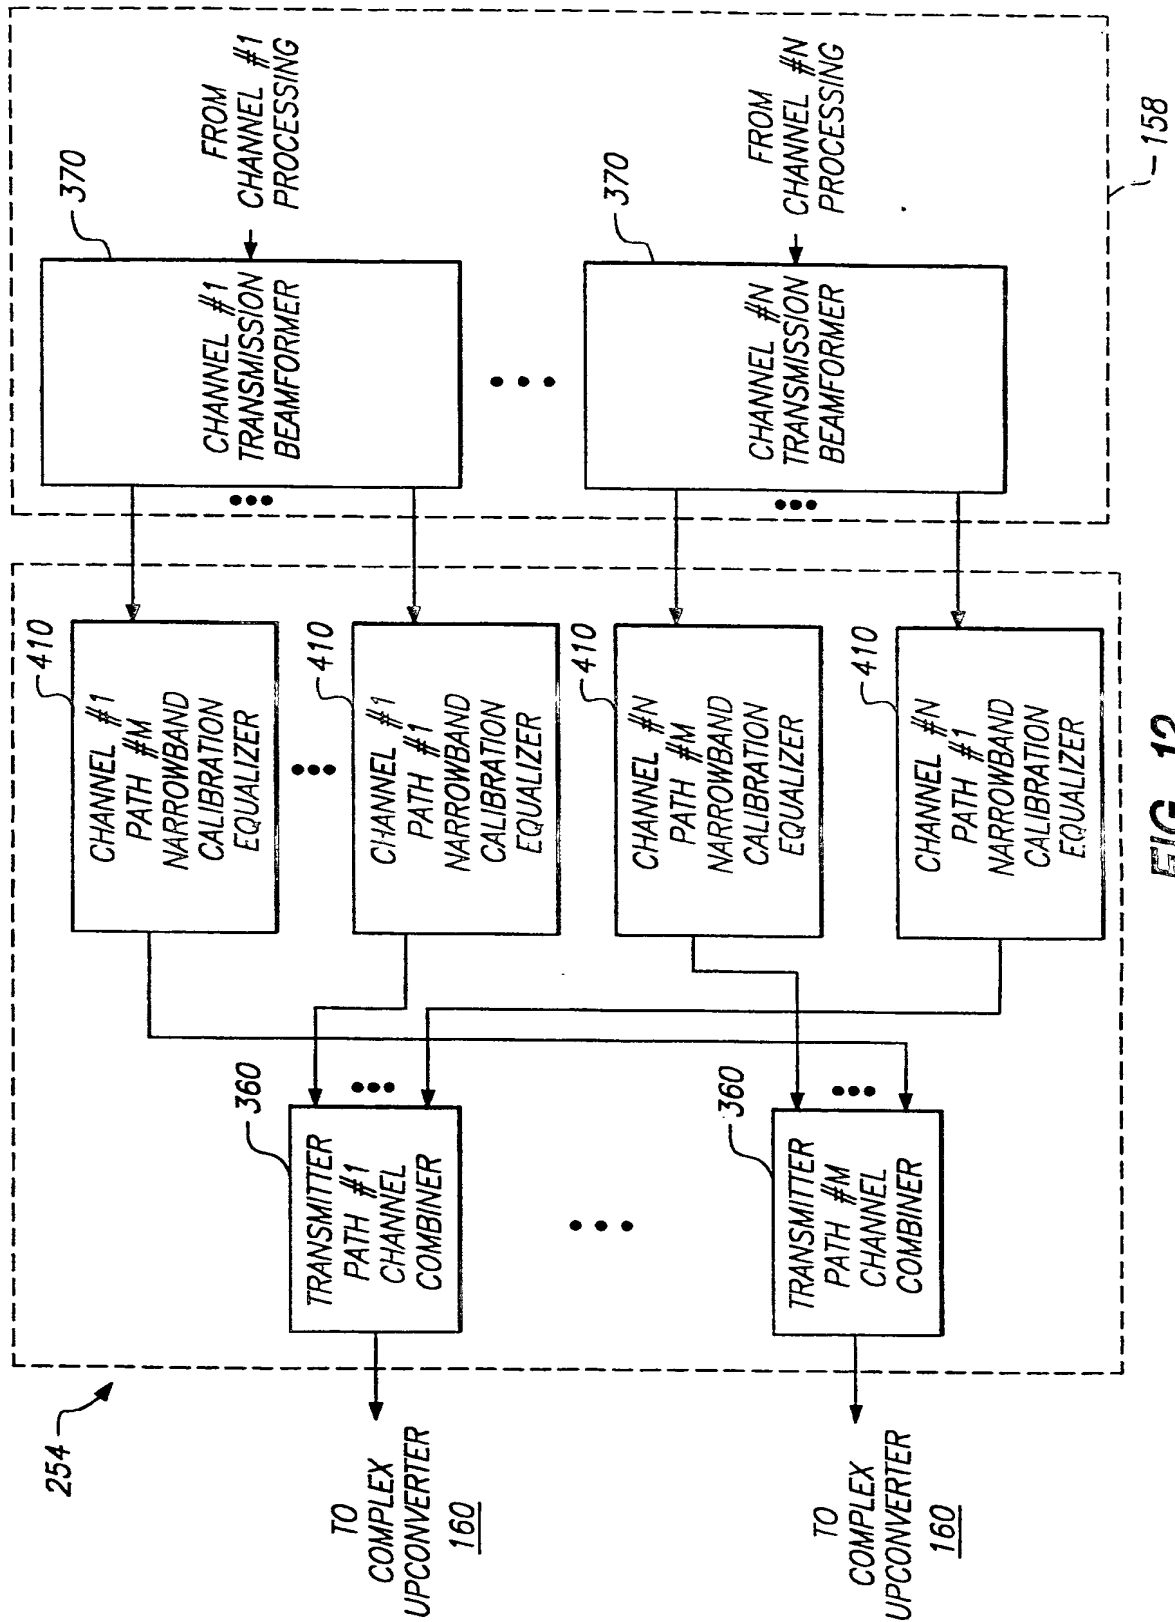 254
TO
COMPLEX
UPCONVERTER
160
TO
COMPLEX
UPCONVERTER
160
360
TRANSMITTER
PATH #1
CHANNEL
COMBINER
360
TRANSMITTER
PATH #M
CHANNEL
COMBINER
410
CHANNEL #1
PATH #M
NARROWBAND
CALIBRATION
EQUALIZER
410
CHANNEL #1
PATH #1
NARROWBAND
CALIBRATION
EQUALIZER
410
CHANNEL #N
PATH #M
NARROWBAND
CALIBRATION
EQUALIZER
410
CHANNEL #N
PATH #1
NARROWBAND
CALIBRATION
EQUALIZER
370
CHANNEL #1
TRANSMISSION
BEAMFORMER
370
CHANNEL #N
TRANSMISSION
BEAMFORMER
FROM
CHANNEL #1
PROCESSING
FROM
CHANNEL #N
PROCESSING
158
FIG. 12